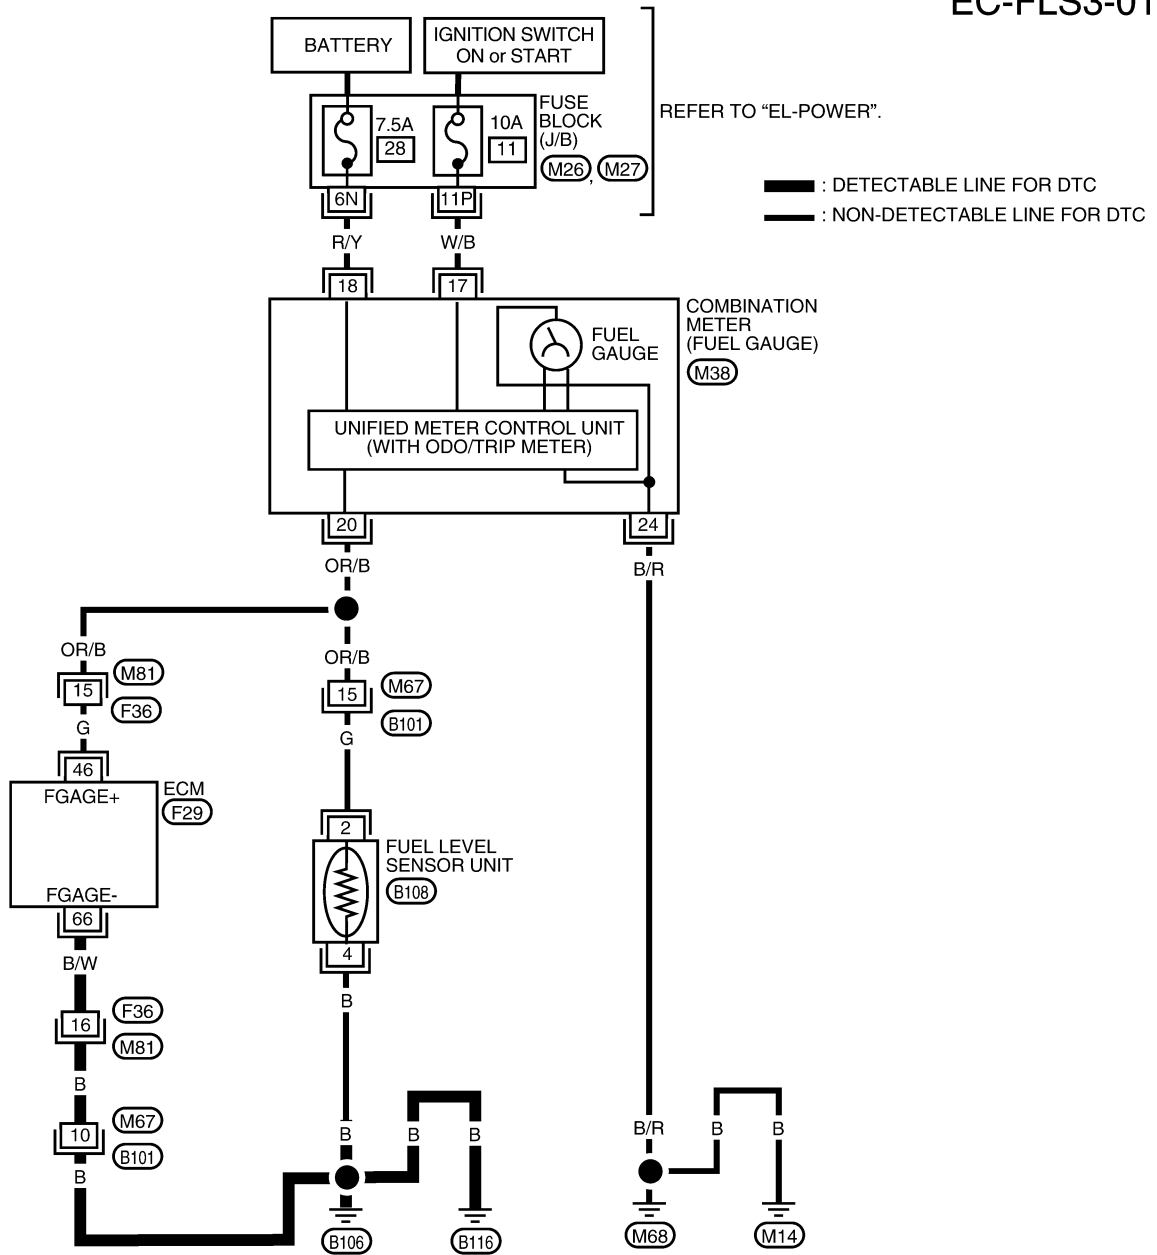 EC-FLS3-01
BATTERY
IGNITION SWITCH
ON or START
FUSE
BLOCK
(J/B)
7.5A
28
10A
11
M26, M27
REFER TO “EL-POWER”.
: DETECTABLE LINE FOR DTC
: NON-DETECTABLE LINE FOR DTC
6N
11P
R/Y
W/B
18
17
COMBINATION
METER
(FUEL GAUGE)
M38
FUEL
GAUGE
UNIFIED METER CONTROL UNIT
(WITH ODO/TRIP METER)
20
24
OR/B
B/R
OR/B
M81
15
F36
G
OR/B
M67
15
B101
G
46
FGAGE+
ECM
F29
FGAGE-
66
2
FUEL LEVEL
SENSOR UNIT
B108
4
B/W
B
F36
16
M81
B
M67
10
B101
B
B
B
B
B/R
B
B
B106
B116
M68
M14